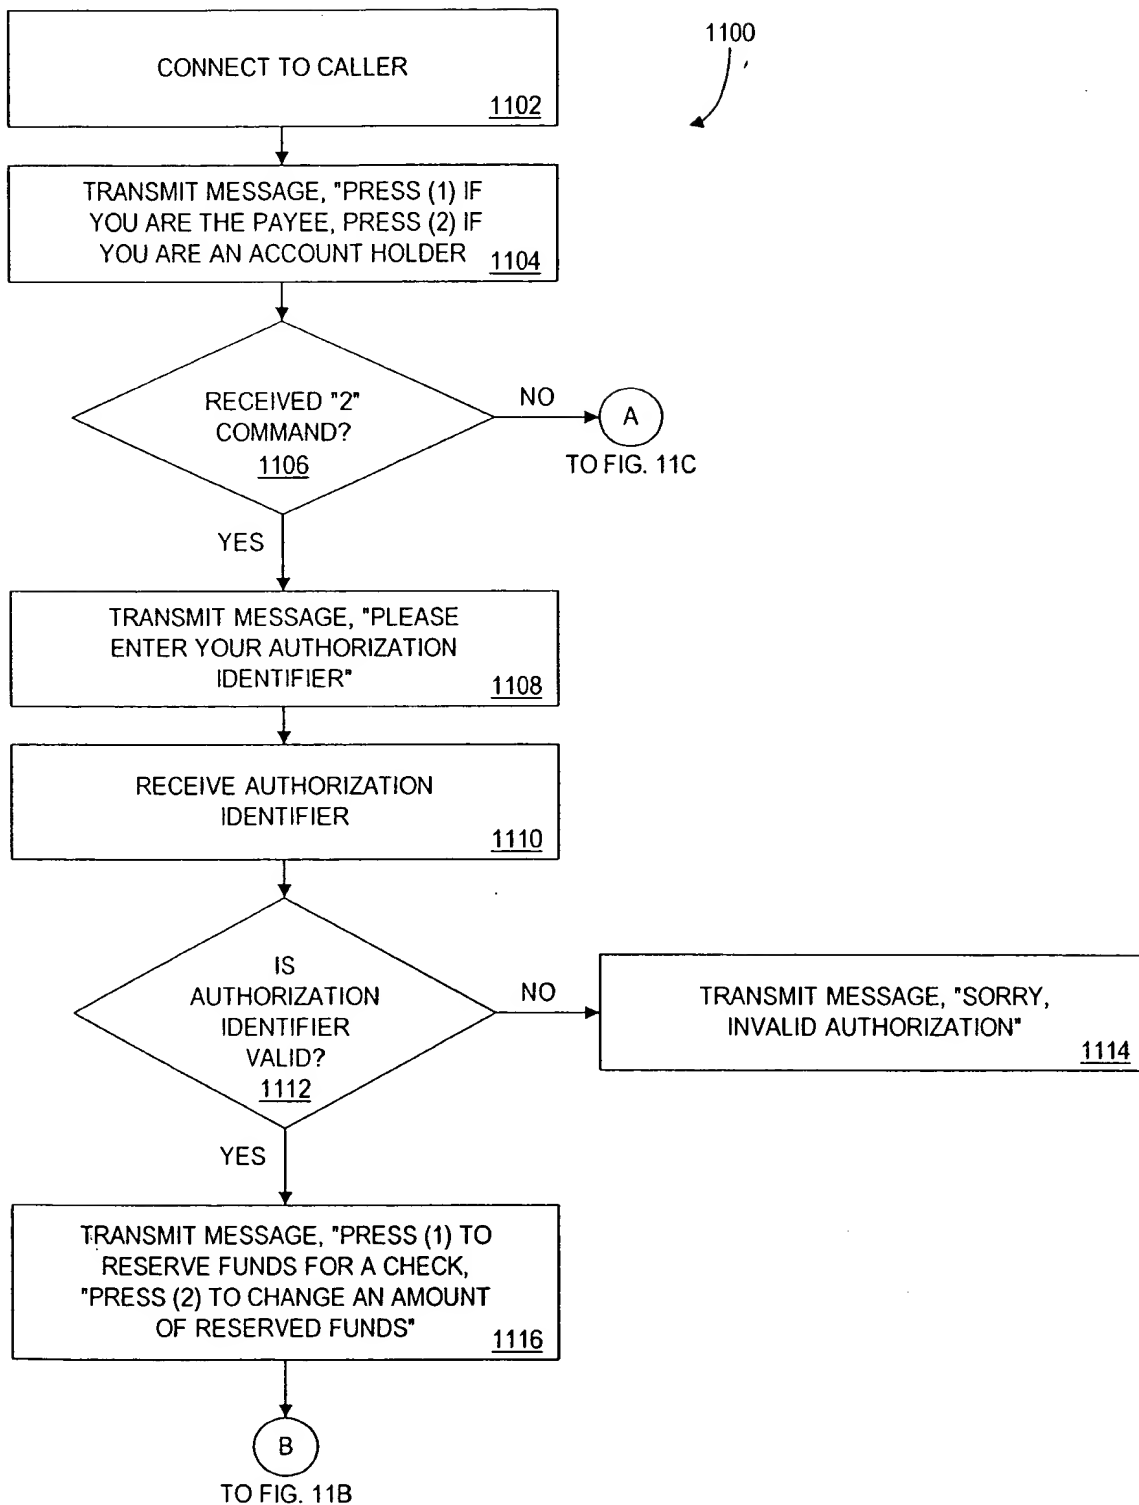 1100
CONNECT TO CALLER
1102
TRANSMIT MESSAGE, "PRESS (1) IF
YOU ARE THE PAYEE, PRESS (2) IF
YOU ARE AN ACCOUNT HOLDER
1104
RECEIVED "2"
COMMAND?
1106
NO
A
TO FIG. 11C
YES
TRANSMIT MESSAGE, "PLEASE
ENTER YOUR AUTHORIZATION
IDENTIFIER"
1108
RECEIVE AUTHORIZATION
IDENTIFIER
1110
IS
AUTHORIZATION
IDENTIFIER
VALID?
1112
NO
TRANSMIT MESSAGE, "SORRY,
INVALID AUTHORIZATION"
1114
YES
TRANSMIT MESSAGE, "PRESS (1) TO
RESERVE FUNDS FOR A CHECK,
"PRESS (2) TO CHANGE AN AMOUNT
OF RESERVED FUNDS"
1116
B
TO FIG. 11B